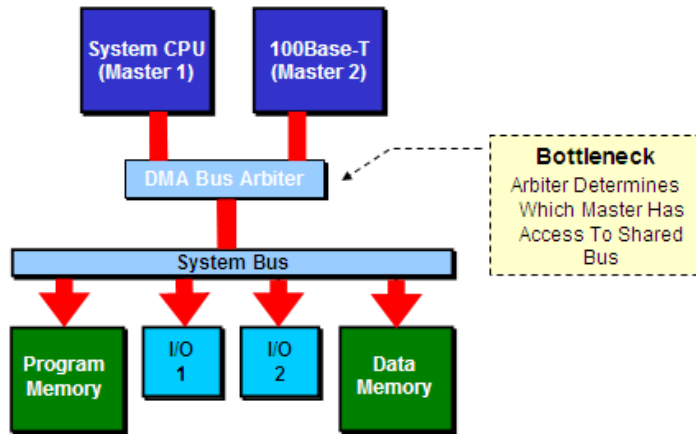 System CPU
(Master 1)
100Base-T
(Master 2)
DMA Bus Arbiter
Bottleneck
Arbiter Determines
Which Master Has
Access To Shared
Bus
System Bus
Program
Memory
I/O
1
I/O
2
Data
Memory